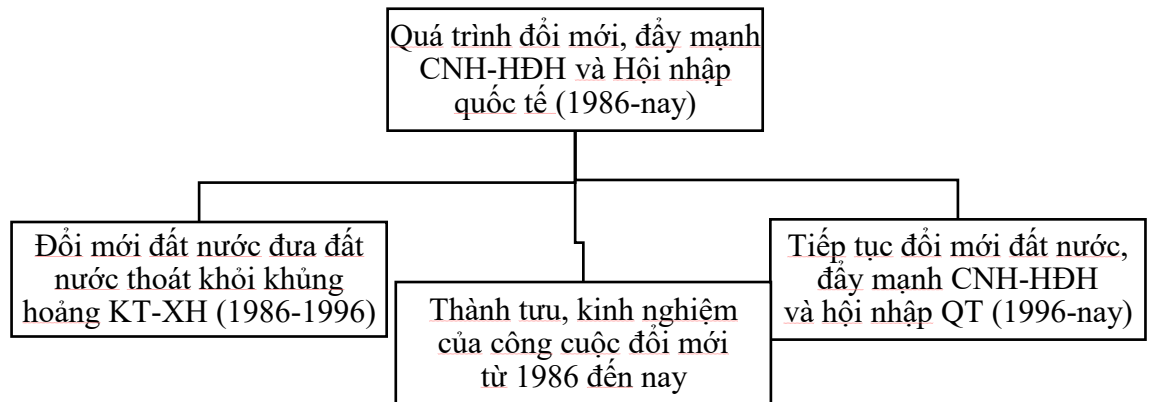 Quá trình đổi mới, đẩy mạnh
CNH-HĐH và Hội nhập
quốc tế (1986-nay)
Đổi mới đất nước đưa đất
nước thoát khỏi khủng
hoảng KT-XH (1986-1996)
Thành tưu, kinh nghiệm
của công cuộc đổi mới
từ 1986 đến nay
Tiếp tục đổi mới đất nước,
đẩy mạnh CNH-HĐH
và hội nhập QT (1996-nay)